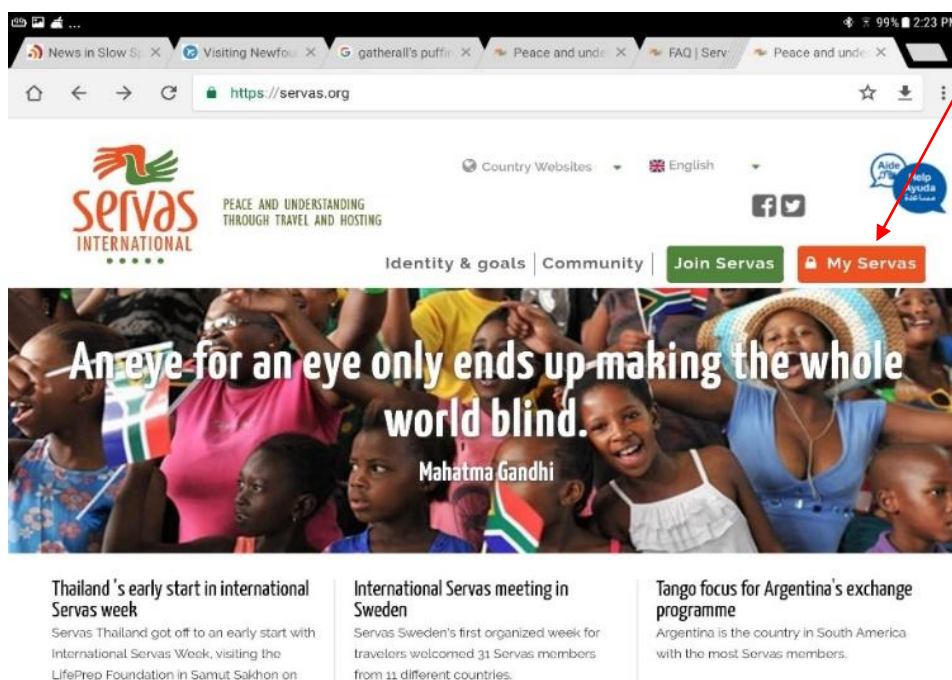 99% 2:23 PM
News in Slow Sp
Visiting Newfou
gatherall's puffin
Peace and unde
FAQ | Serv
Peace and unde
https://servas.org
Country Websites
English
Aide
Help
Ayuda
مساعدة
servas
INTERNATIONAL
PEACE AND UNDERSTANDING
THROUGH TRAVEL AND HOSTING
Identity & goals | Community | Join Servas My Servas
An eye for an eye only ends up making the whole
world blind.
Mahatma Gandhi
Thailand 's early start in international
Servas week
Servas Thailand got off to an early start with
International Servas Week, visiting the
LifePrep Foundation in Samut Sakhon on
International Servas meeting in
Sweden
Servas Sweden's first organized week for
travelers welcomed 31 Servas members
from 11 different countries.
Tango focus for Argentina's exchange
programme
Argentina is the country in South America
with the most Servas members.